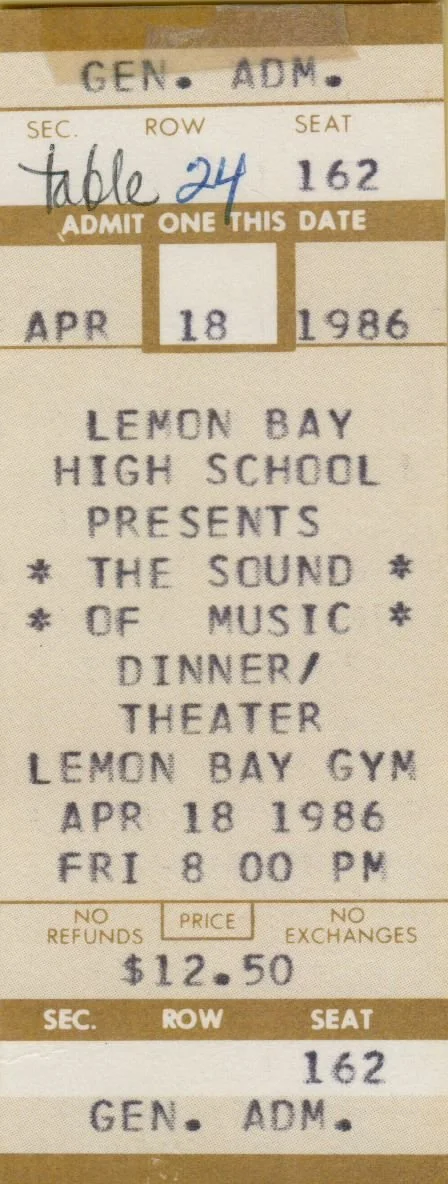 GEN. ADM.
SEC. ROW SEAT
table 24 162
ADMIT ONE THIS DATE
APR 18 1986
LEMON BAY
HIGH SCHOOL
PRESENTS
* THE SOUND *
* OF MUSIC *
DINNER/
THEATER
LEMON BAY GYM
APR 18 1986
FRI 8 00 PM
NO REFUNDS PRICE NO EXCHANGES
$12.50
SEC. ROW SEAT
162
GEN. ADM.